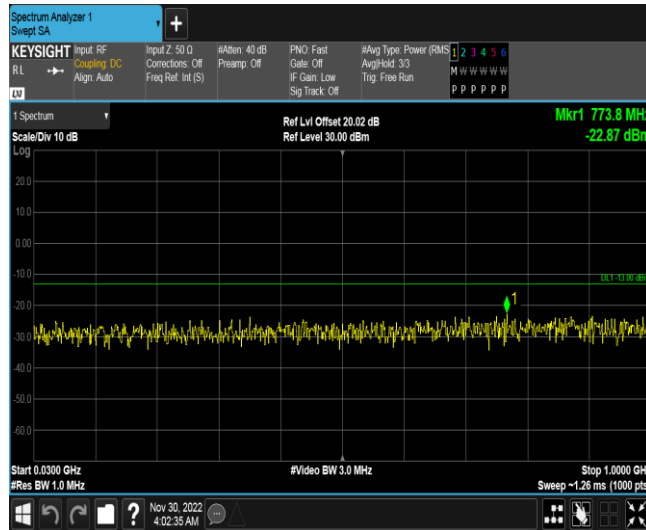 Spectrum Analyzer 1
Swept SA
+
KEYSIGHT
RL
LXI
Input: RF
Coupling: DC
Align: Auto
Input Z: 50 Ω
Corrections: Off
Freq Ref: Int (S)
#Atten: 40 dB
Preamp: Off
PNO: Fast
Gate: Off
IF Gain: Low
Sig Track: Off
#Avg Type: Power (RMS
Avg|Hold: 3/3
Trig: Free Run
1 2 3 4 5 6
M W W W W W
P P P P P P
1 Spectrum
Scale/Div 10 dB
Log
Ref Lvl Offset 20.02 dB
Ref Level 30.00 dBm
Mkr1 773.8 MHz
-22.87 dBm
20.0
10.0
0.00
-10.0
DL1 -13.00 dBm
1
-20.0
-30.0
-40.0
-50.0
-60.0
Start 0.0300 GHz
#Res BW 1.0 MHz
#Video BW 3.0 MHz
Stop 1.0000 GH
Sweep ~1.26 ms (1000 pts
?
Nov 30, 2022
4:02:35 AM